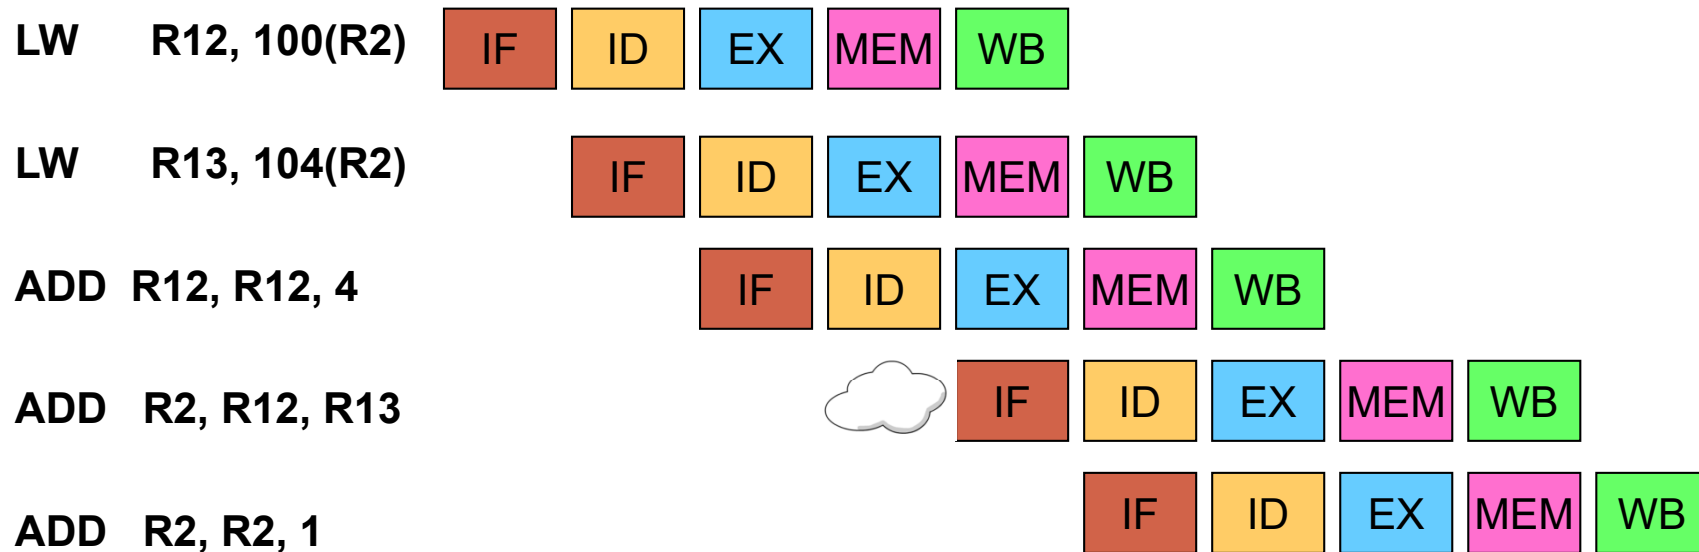 LW R12, 100(R2) IF ID EX MEM WB
LW R13, 104(R2) IF ID EX MEM WB
ADD R12, R12, 4 IF ID EX MEM WB
ADD R2, R12, R13 IF ID EX MEM WB
ADD R2, R2, 1 IF ID EX MEM WB